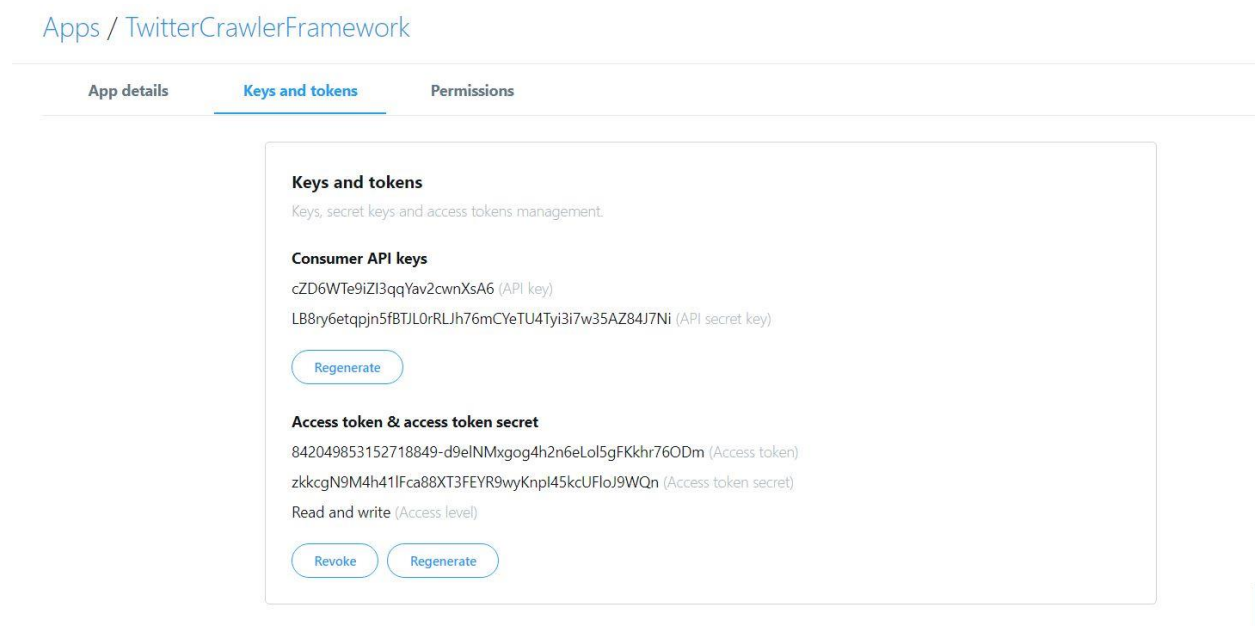 Apps / TwitterCrawlerFramework
App details Keys and tokens Permissions
Keys and tokens
Keys, secret keys and access tokens management.
Consumer API keys
cZD6WTe9iZI3qqYav2cwnXsA6 (API key)
LB8ry6etqpjn5fBTJL0rRLJh76mCYeTU4Tyi3i7w35AZ84J7Ni (API secret key)
Regenerate
Access token & access token secret
842049853152718849-d9elNMxgog4h2n6eLol5gFKkhr76ODm (Access token)
zkkcgN9M4h41lFca88XT3FEYR9wyKnpI45kcUFloJ9WQn (Access token secret)
Read and write (Access level)
Revoke Regenerate